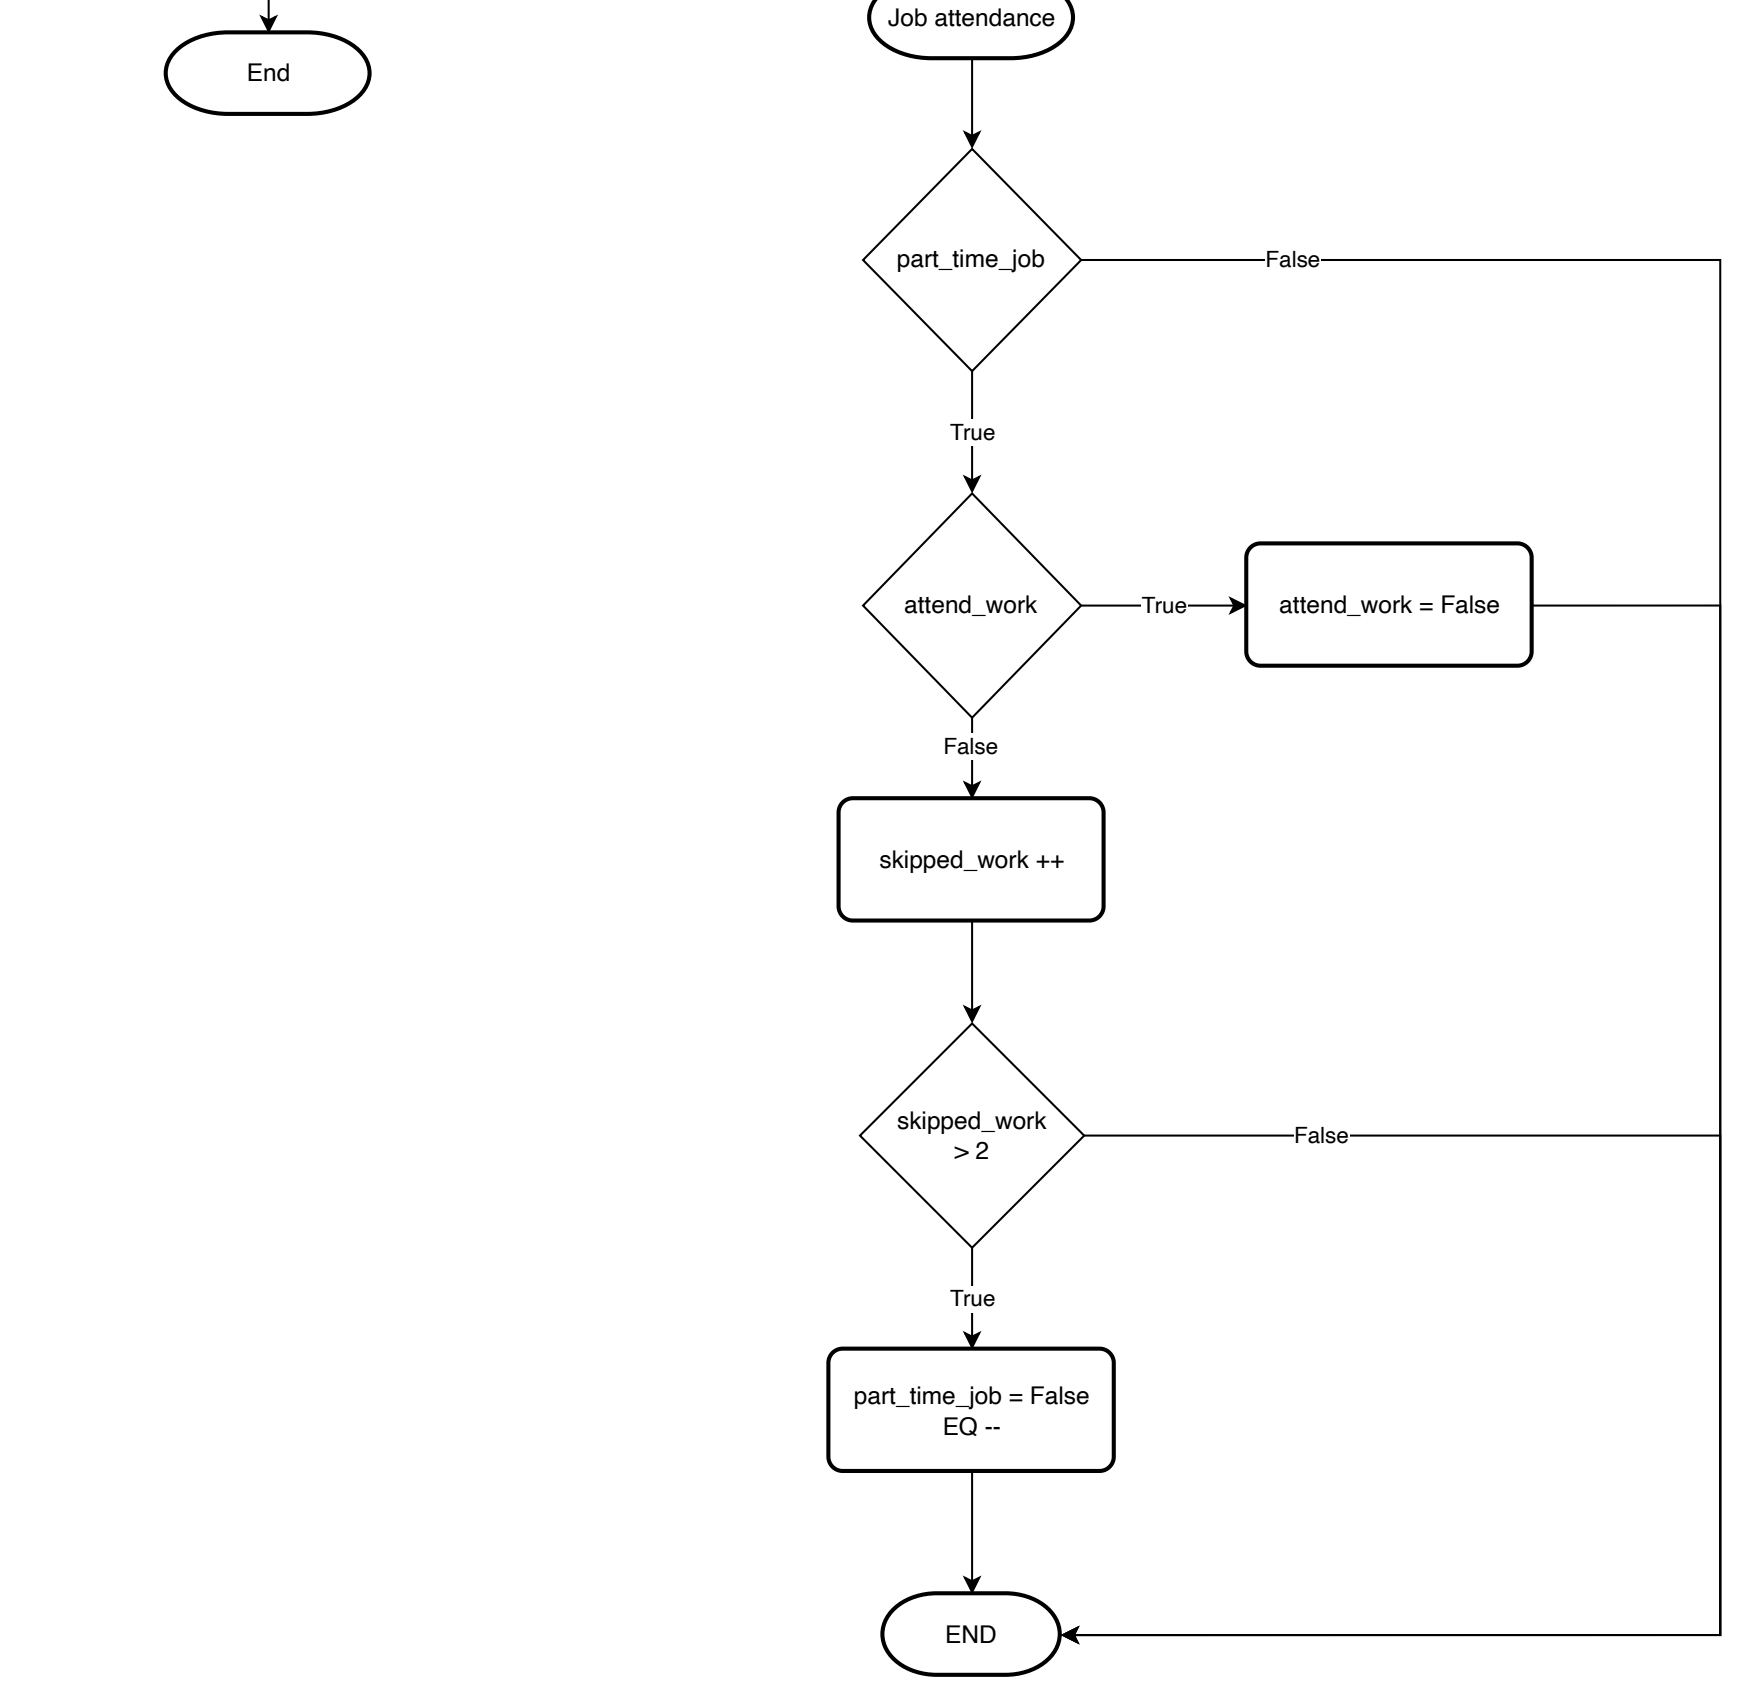 Job attendance
End
part_time_job
False
True
attend_work
True
attend_work = False
False
skipped_work ++
skipped_work
> 2
False
True
part_time_job = False
EQ --
END